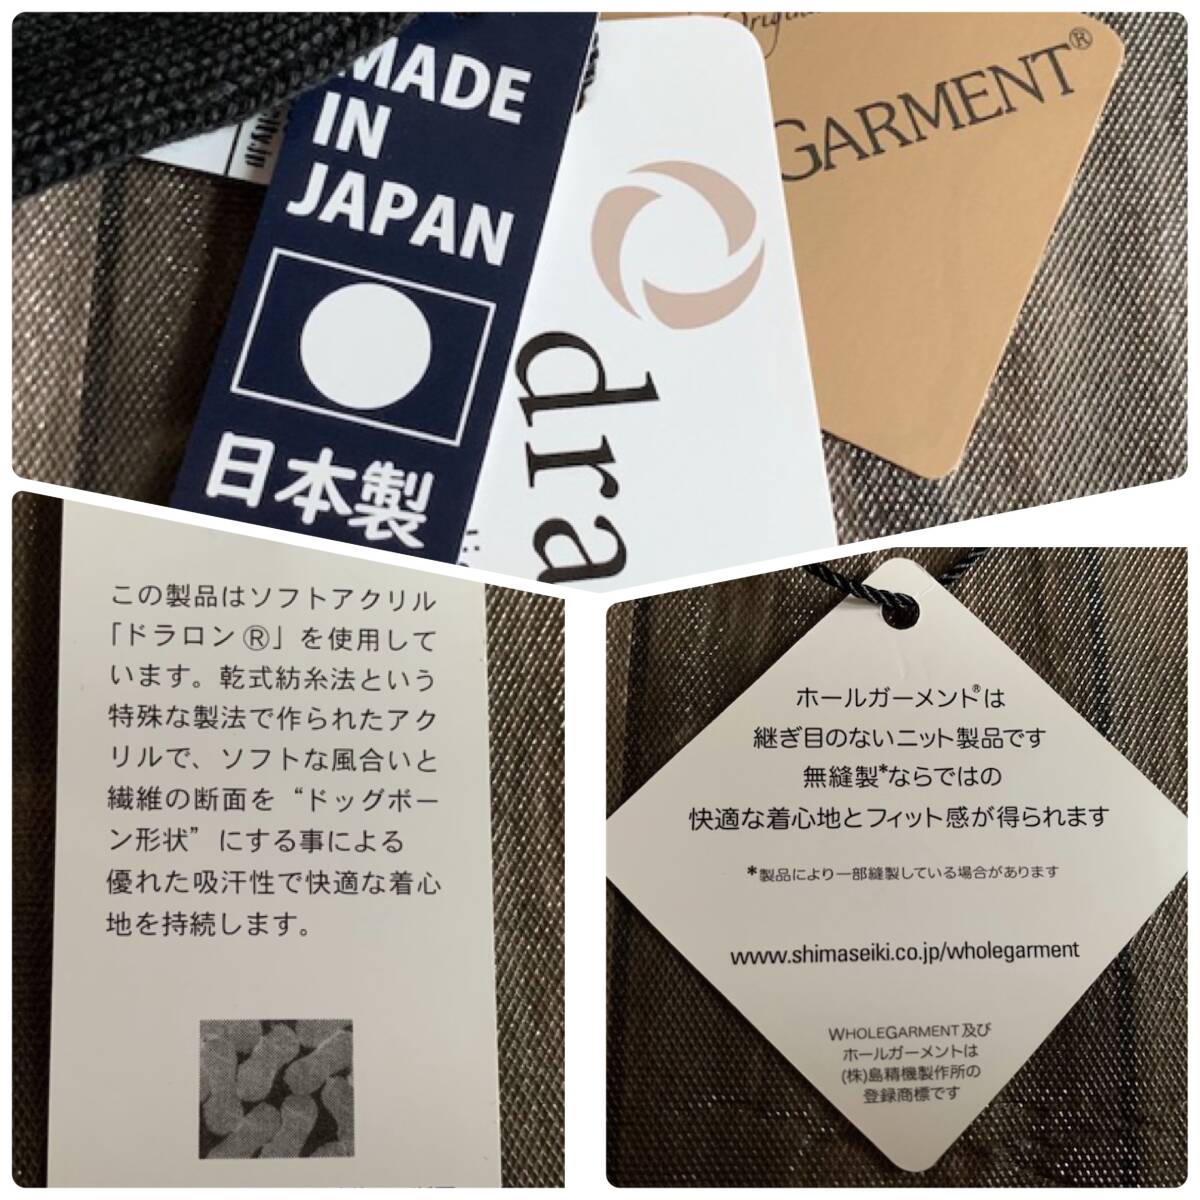 MADE
IN
JAPAN
日本製
dra
Original
GARMENT®
この製品はソフトアクリル
「ドラロンⓇ」を使用して
います。乾式紡糸法という
特殊な製法で作られたアク
リルで、ソフトな風合いと
繊維の断面を“ドッグボー
ン形状”にする事による
優れた吸汗性で快適な着心
地を持続します。
ホールガーメント®は
継ぎ目のないニット製品です
無縫製*ならではの
快適な着心地とフィット感が得られます
*製品により一部縫製している場合があります
www.shimaseiki.co.jp/wholegarment
WHOLEGARMENT及び
ホールガーメントは
(株)島精機製作所の
登録商標です